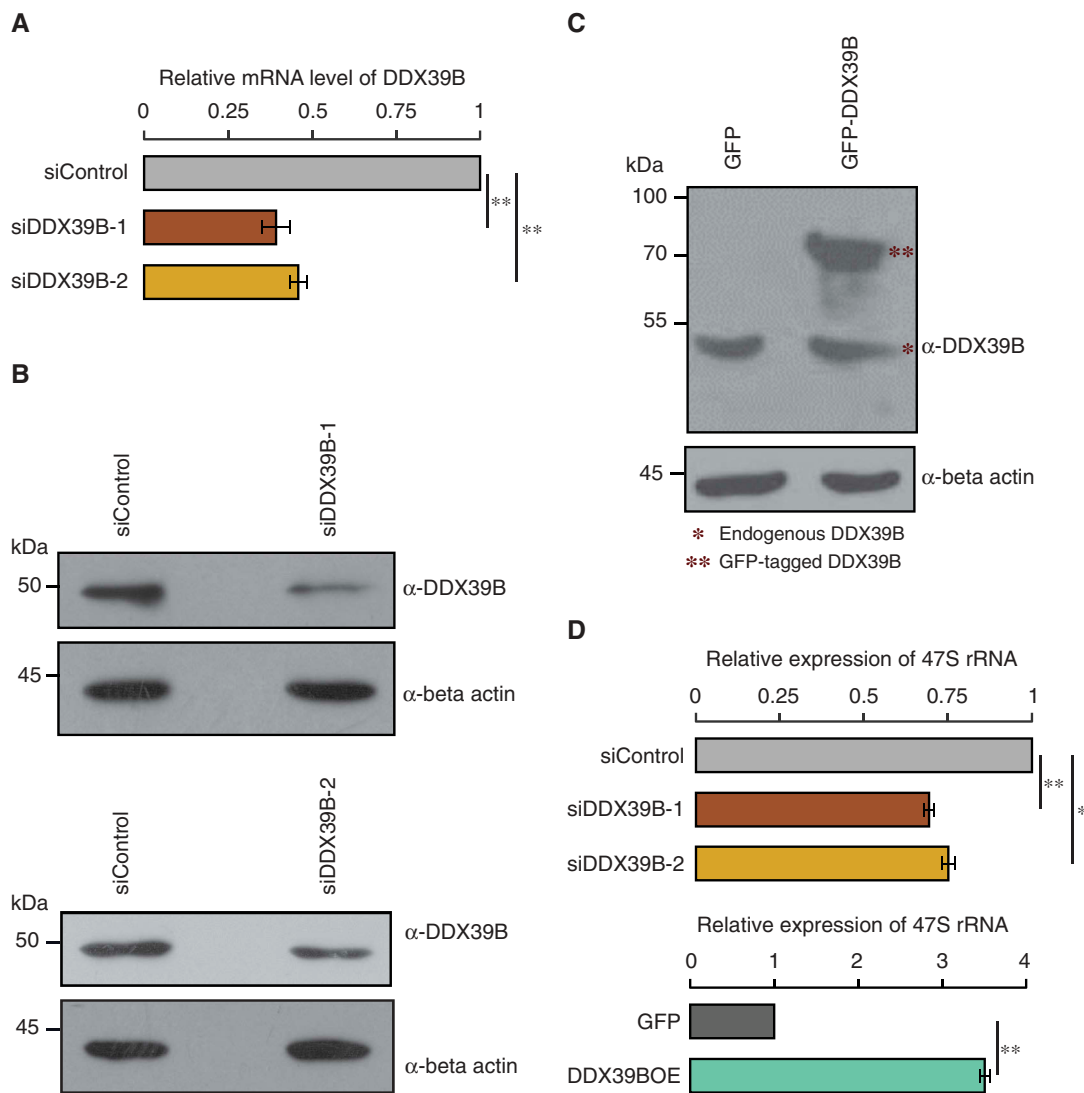 A
Relative mRNA level of DDX39B
0 0.25 0.5 0.75 1
siControl
siDDX39B-1
siDDX39B-2
**
**
B
siControl
siDDX39B-1
kDa
50
α-DDX39B
45
α-beta actin
siControl
siDDX39B-2
kDa
50
α-DDX39B
45
α-beta actin
C
GFP
GFP-DDX39B
kDa
100
70
**
55
* α-DDX39B
45
α-beta actin
* Endogenous DDX39B
** GFP-tagged DDX39B
D
Relative expression of 47S rRNA
0 0.25 0.5 0.75 1
siControl
siDDX39B-1
siDDX39B-2
**
*
Relative expression of 47S rRNA
0 1 2 3 4
GFP
DDX39BOE
**